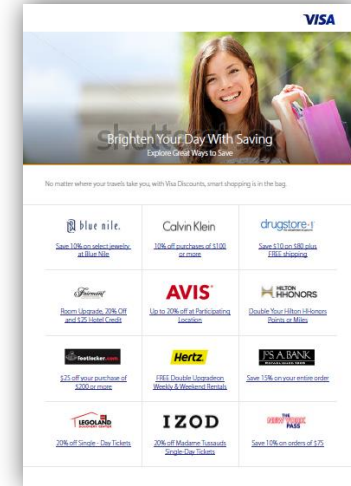 VISA
shutterstock
Brighten Your Day With Saving
Explore Great Ways to Save
No matter where your travels take you, with Visa Discounts, smart shopping is in the bag.
blue nile.
Calvin Klein
drugstore
Save 10% on select jewelry
at Blue Nile
10% off purchases of $100
or more
Save $10 on $80 plus
FREE shipping
Fairmont
AVIS
HILTON
HHONORS
Room Upgrade, 20% Off
and $25 Hotel Credit
Up to 20% off at Participating
Location
Double Your Hilton HHonors
Points or Miles
footlocker.com
Hertz
JOS. A. BANK
$25 off your purchase of
$200 or more
FREE Double Upgradeon
Weekly & Weekend Rentals
Save 15% on your entire order
LEGOLAND
IZOD
THE
NEW YORK
PASS
20% off Single - Day Tickets
20% off Madame Tussauds
Single-Day Tickets
Save 10% on orders of $75